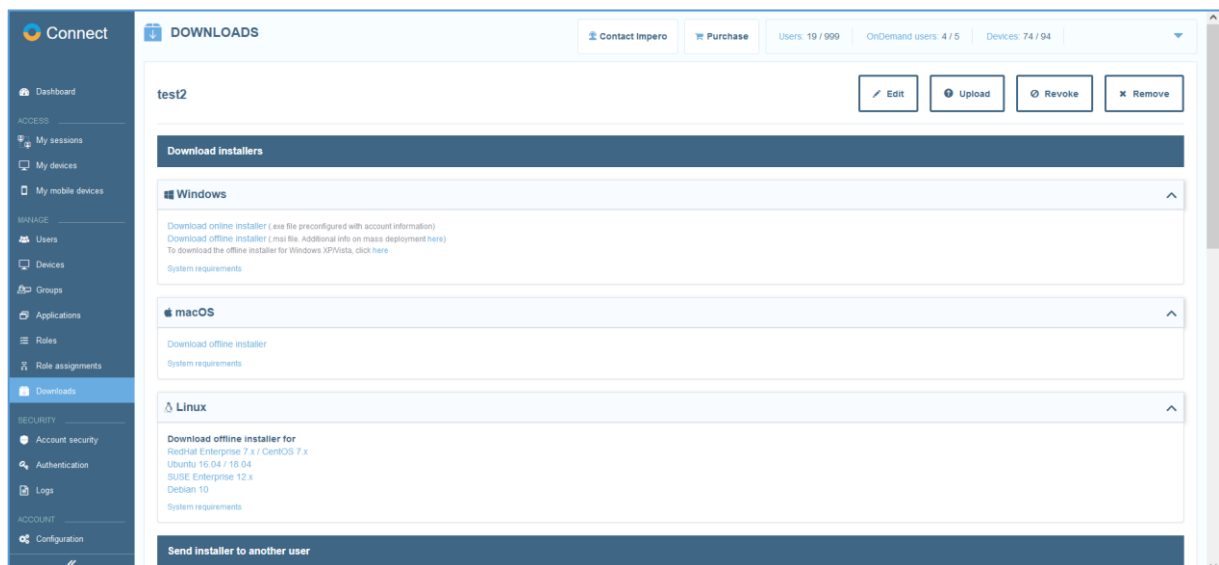 Connect
DOWNLOADS
Contact Impero
Purchase
Users: 19 / 999
OnDemand users: 4 / 5
Devices: 74 / 94
Dashboard
ACCESS
My sessions
My devices
My mobile devices
MANAGE
Users
Devices
Groups
Applications
Roles
Role assignments
Downloads
SECURITY
Account security
Authentication
Logs
ACCOUNT
Configuration
test2
Edit
Upload
Revoke
Remove
Download installers
Windows
Download online installer (.exe file preconfigured with account information)
Download offline installer (.msi file. Additional info on mass deployment here)
To download the offline installer for Windows XP/Vista, click here
System requirements
macOS
Download offline installer
System requirements
Linux
Download offline installer for
RedHat Enterprise 7.x / CentOS 7.x
Ubuntu 16.04 / 18.04
SUSE Enterprise 12.x
Debian 10
System requirements
Send installer to another user